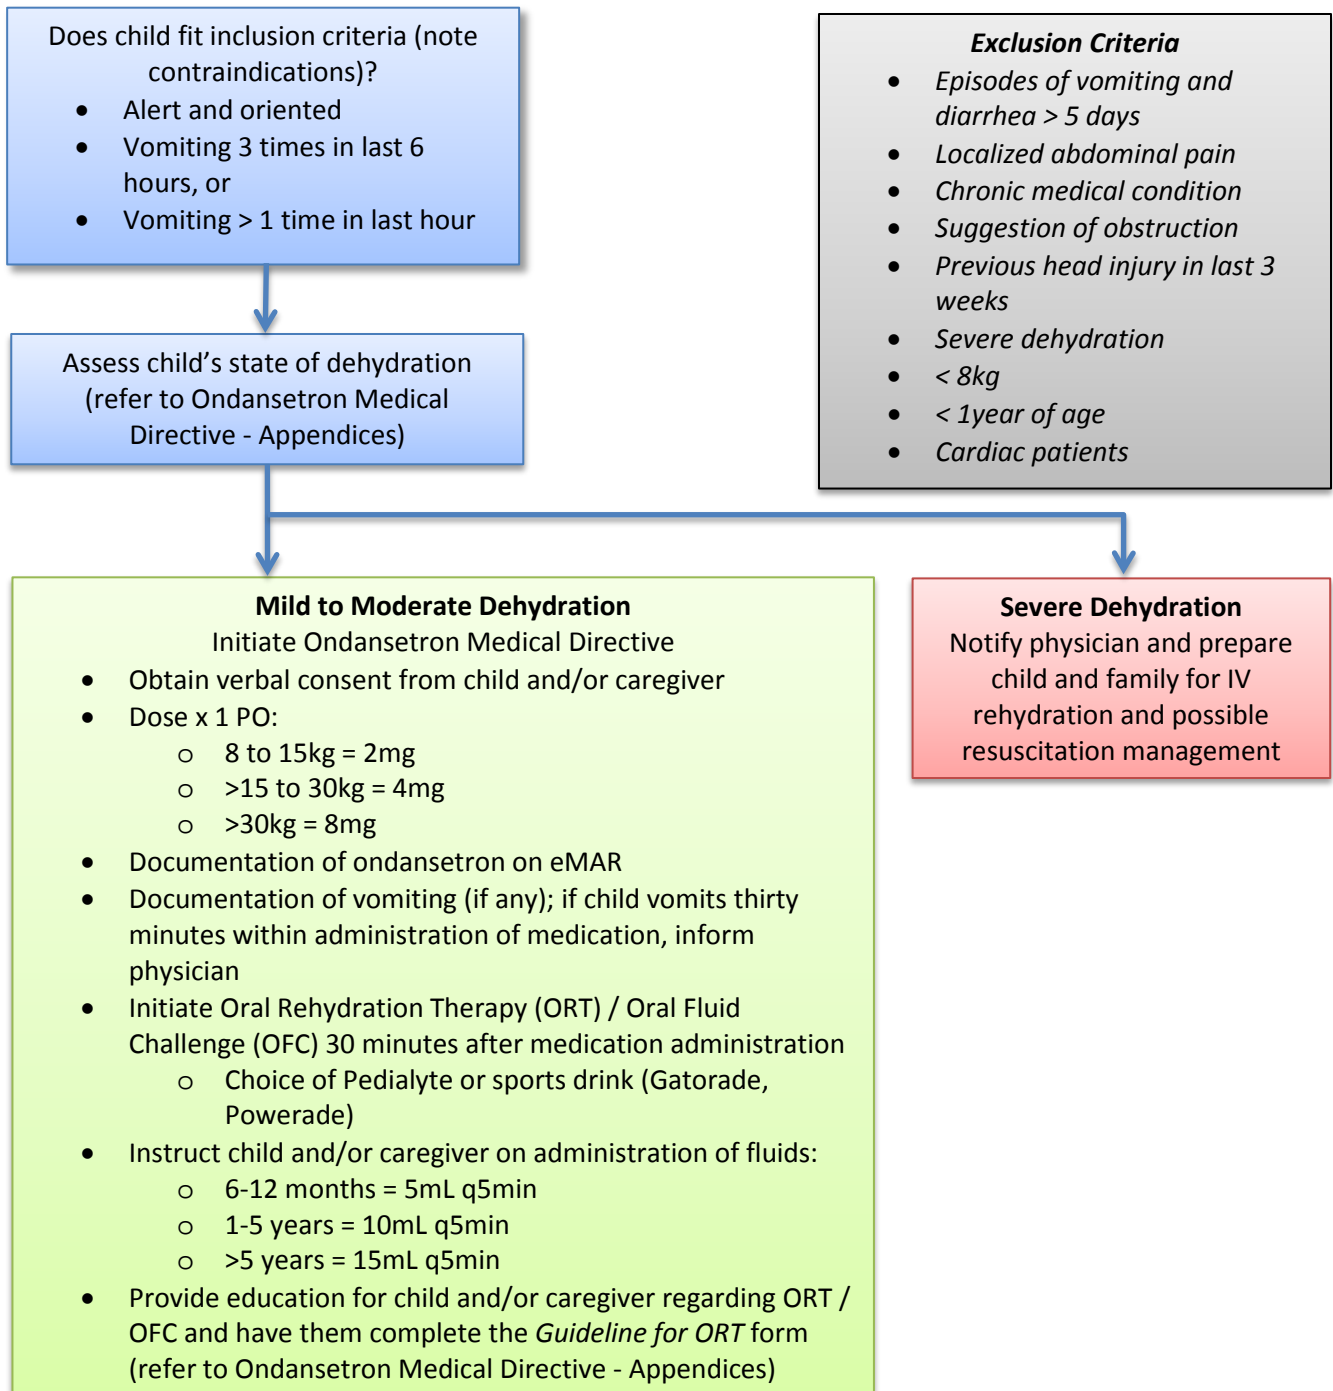 Does child fit inclusion criteria (note
contraindications)?
• Alert and oriented
• Vomiting 3 times in last 6
hours, or
• Vomiting > 1 time in last hour
Exclusion Criteria
• Episodes of vomiting and
diarrhea > 5 days
• Localized abdominal pain
• Chronic medical condition
• Suggestion of obstruction
• Previous head injury in last 3
weeks
• Severe dehydration
• < 8kg
• < 1year of age
• Cardiac patients
Assess child’s state of dehydration
(refer to Ondansetron Medical
Directive - Appendices)
Mild to Moderate Dehydration
Initiate Ondansetron Medical Directive
• Obtain verbal consent from child and/or caregiver
• Dose x 1 PO:
o 8 to 15kg = 2mg
o >15 to 30kg = 4mg
o >30kg = 8mg
• Documentation of ondansetron on eMAR
• Documentation of vomiting (if any); if child vomits thirty
minutes within administration of medication, inform
physician
• Initiate Oral Rehydration Therapy (ORT) / Oral Fluid
Challenge (OFC) 30 minutes after medication administration
o Choice of Pedialyte or sports drink (Gatorade,
Powerade)
• Instruct child and/or caregiver on administration of fluids:
o 6-12 months = 5mL q5min
o 1-5 years = 10mL q5min
o >5 years = 15mL q5min
• Provide education for child and/or caregiver regarding ORT /
OFC and have them complete the Guideline for ORT form
(refer to Ondansetron Medical Directive - Appendices)
Severe Dehydration
Notify physician and prepare
child and family for IV
rehydration and possible
resuscitation management